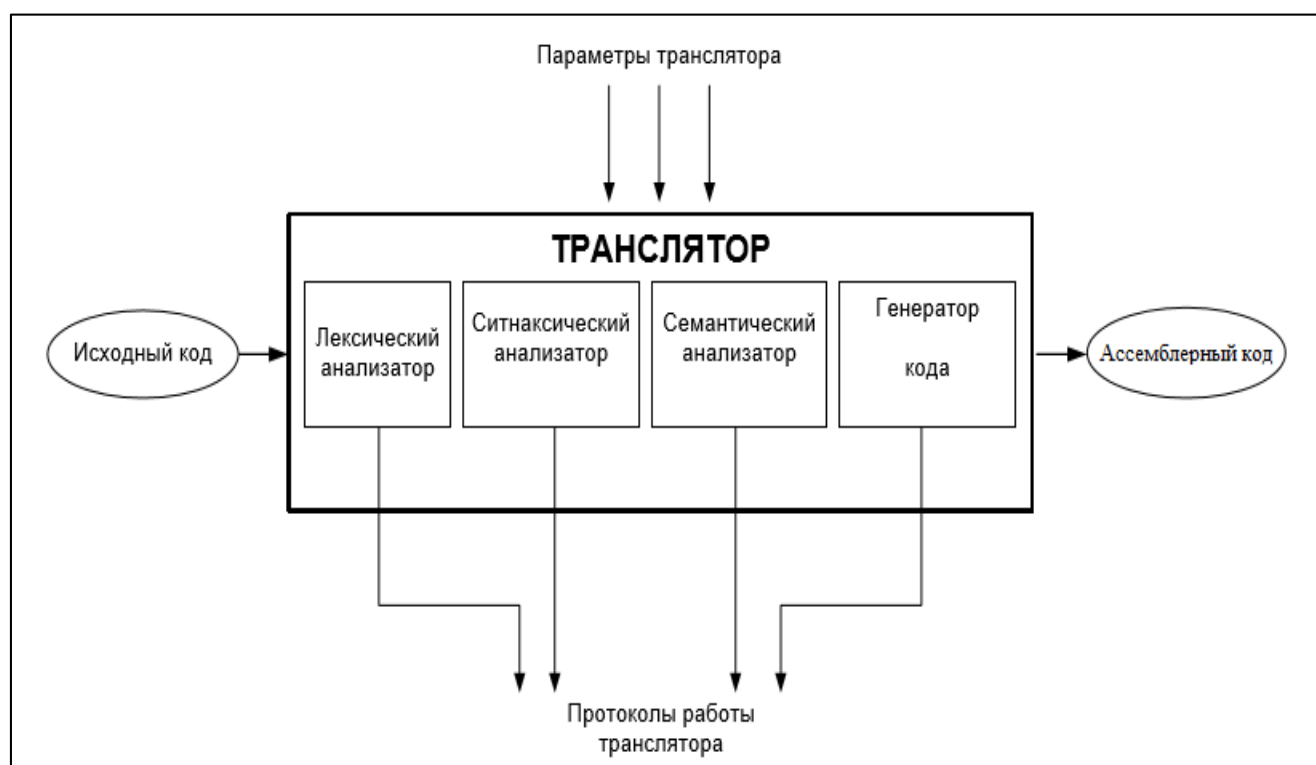 Параметры транслятора
ТРАНСЛЯТОР
Исходный код
Лексический
анализатор
Ситнаксический
анализатор
Семантический
анализатор
Генератор
кода
Ассемблерный код
Протоколы работы
транслятора